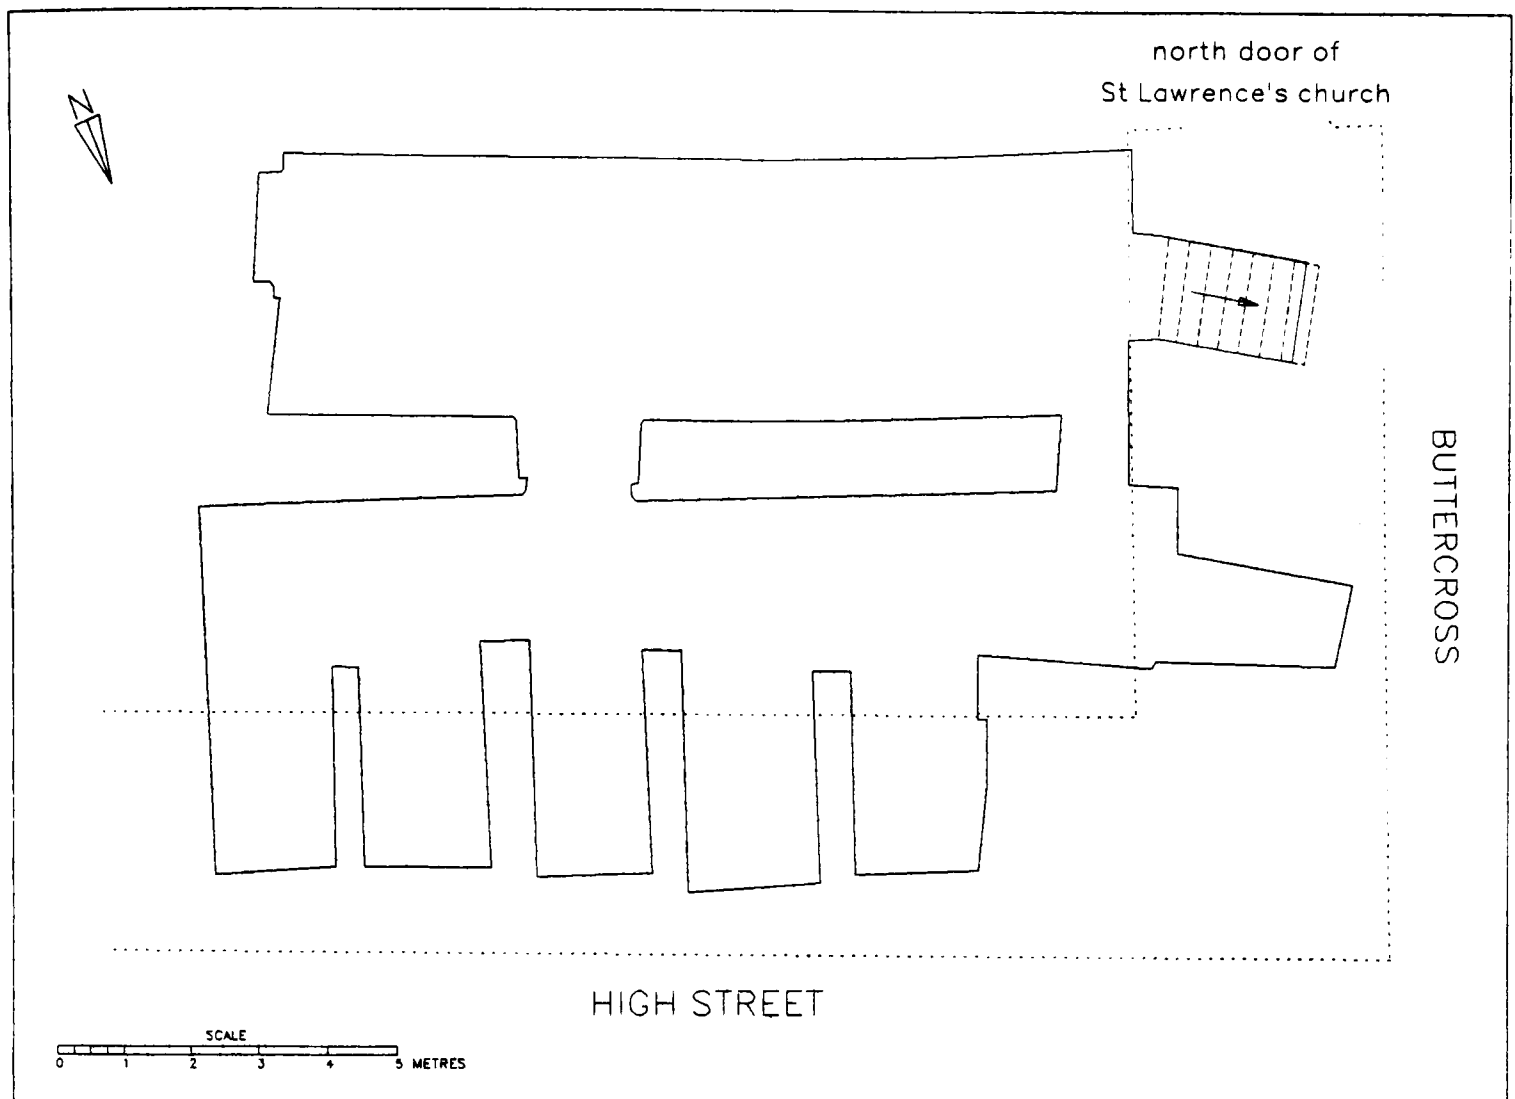 north door of
St Lawrence's church
N
BUTTERCROSS
HIGH STREET
SCALE
0 1 2 3 4 5 METRES